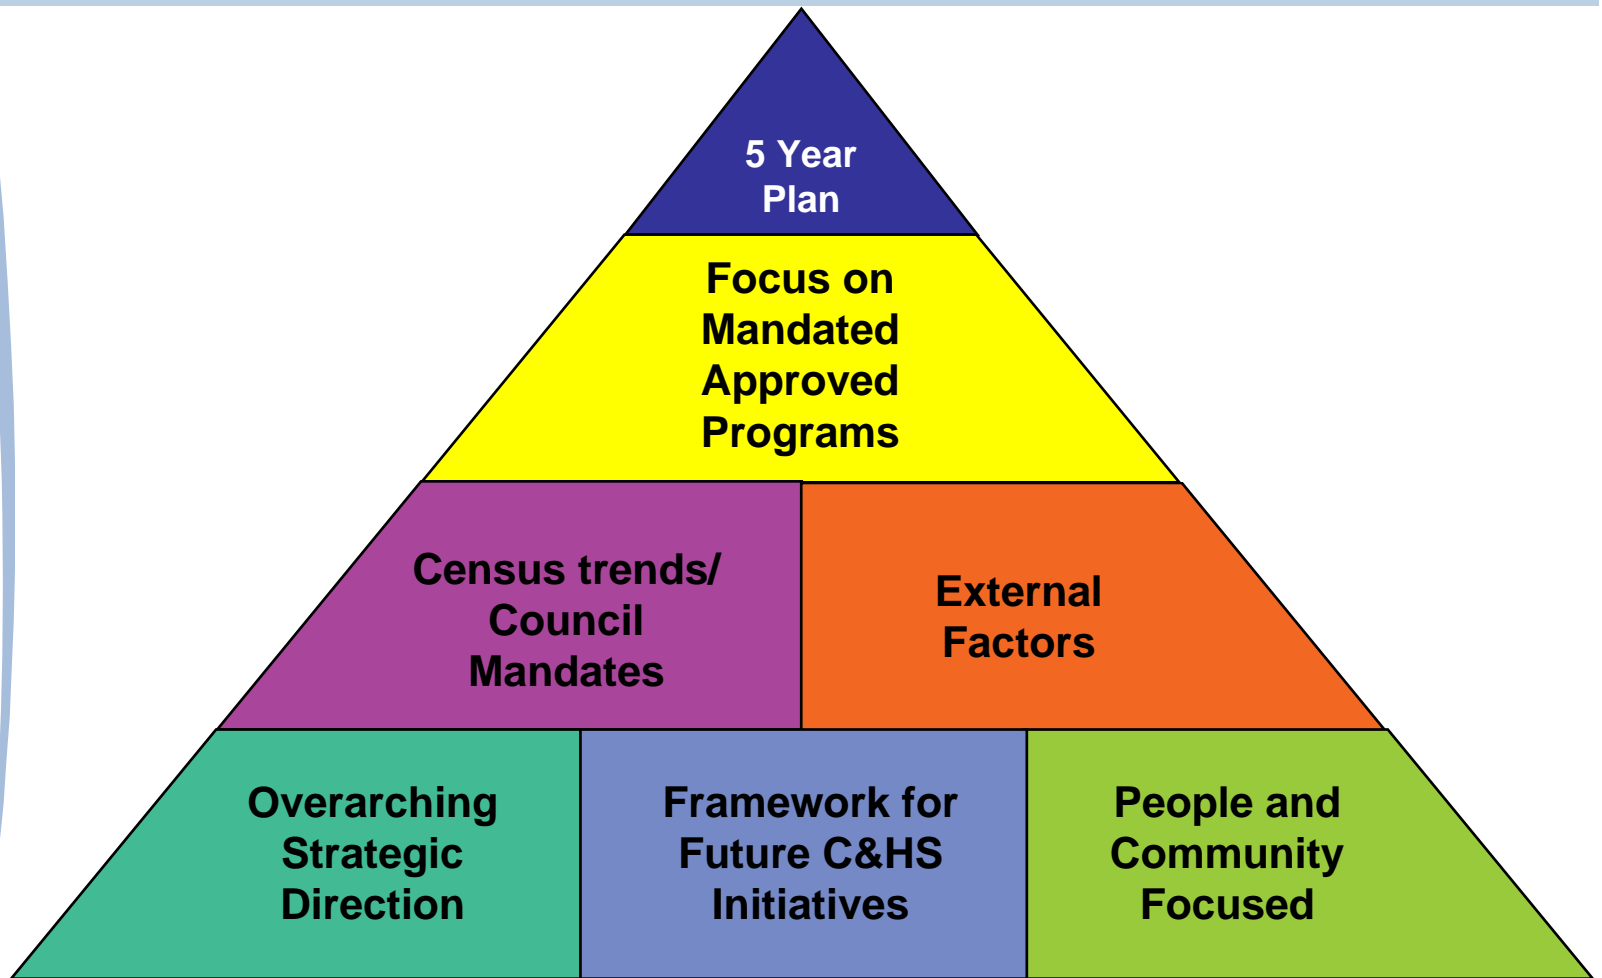 5 Year
Plan
Focus on
Mandated
Approved
Programs
Census trends/
Council
Mandates
External
Factors
Overarching
Strategic
Direction
Framework for
Future C&HS
Initiatives
People and
Community
Focused